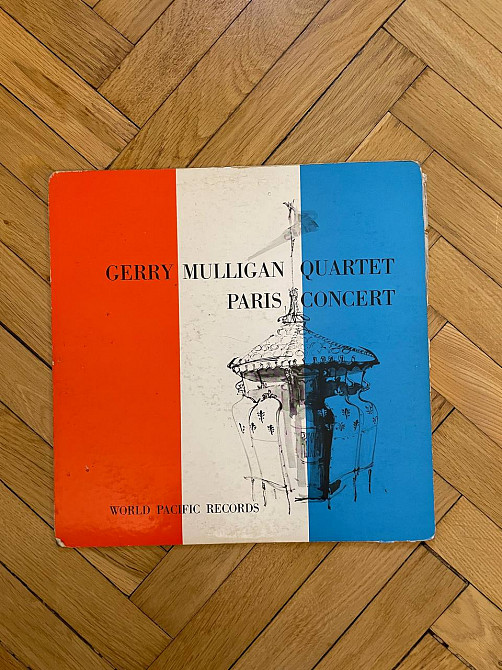 GERRY MULLIGAN QUARTET
PARIS CONCERT
WORLD PACIFIC RECORDS